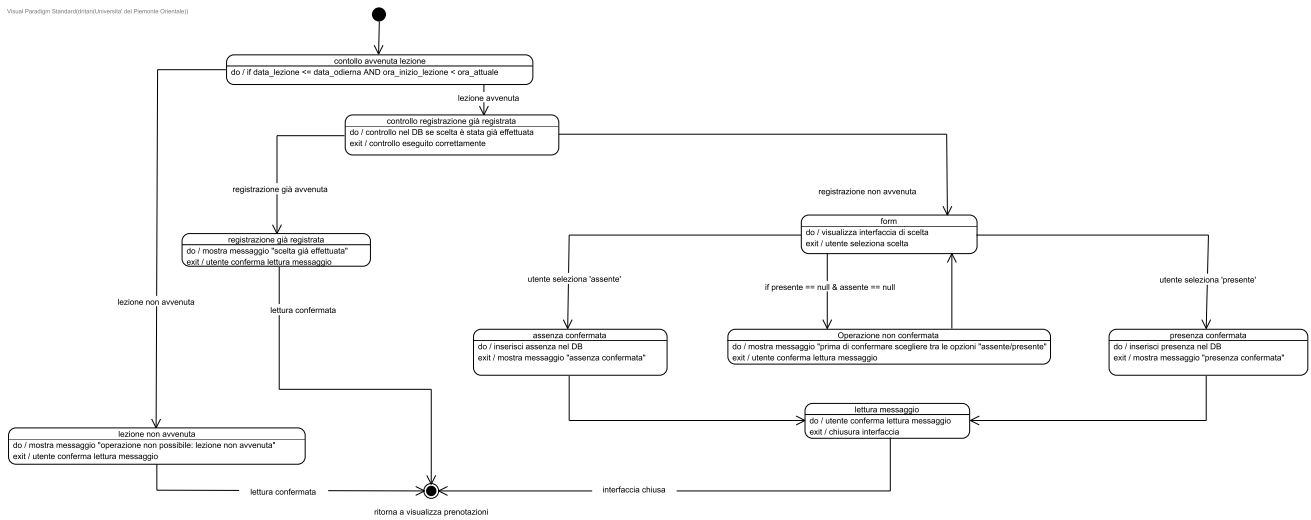 Visual Paradigm Standard(dritan(Universita' del Piemonte Orientale))
contollo avvenuta lezione
do / if data_lezione <= data_odierna AND ora_inizio_lezione < ora_attuale
lezione avvenuta
controllo registrazione già registrata
do / controllo nel DB se scelta è stata già effettuata
exit / controllo eseguito correttamente
registrazione già avvenuta
registrazione non avvenuta
form
do / visualizza interfaccia di scelta
exit / utente seleziona scelta
registrazione già registrata
do / mostra messaggio "scelta già effettuata"
exit / utente conferma lettura messaggio
utente seleziona 'assente'
if presente == null & assente == null
utente seleziona 'presente'
lezione non avvenuta
lettura confermata
assenza confermata
do / inserisci assenza nel DB
exit / mostra messaggio "assenza confermata"
Operazione non confermata
do / mostra messaggio "prima di confermare scegliere tra le opzioni "assente/presente"
exit / utente conferma lettura messaggio
presenza confermata
do / inserisci presenza nel DB
exit / mostra messaggio "presenza confermata"
lettura messaggio
do / utente conferma lettura messaggio
exit / chiusura interfaccia
lezione non avvenuta
do / mostra messaggio "operazione non possibile: lezione non avvenuta"
exit / utente conferma lettura messaggio
lettura confermata
interfaccia chiusa
ritorna a visualizza prenotazioni